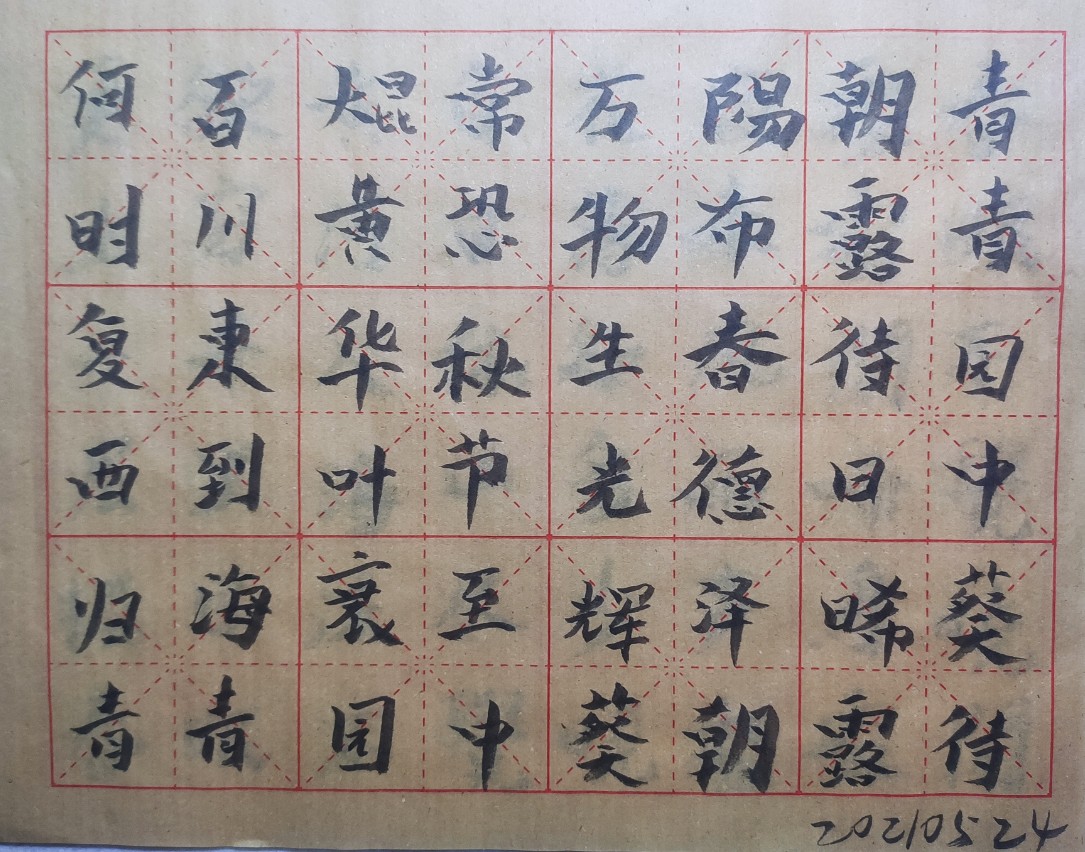 青青园中葵
朝露待日晞
陽布春德泽
万物生光辉
常恐秋节至
焜黄华叶衰
百川東到海
何时复西归
青青园中葵朝露待
20210524